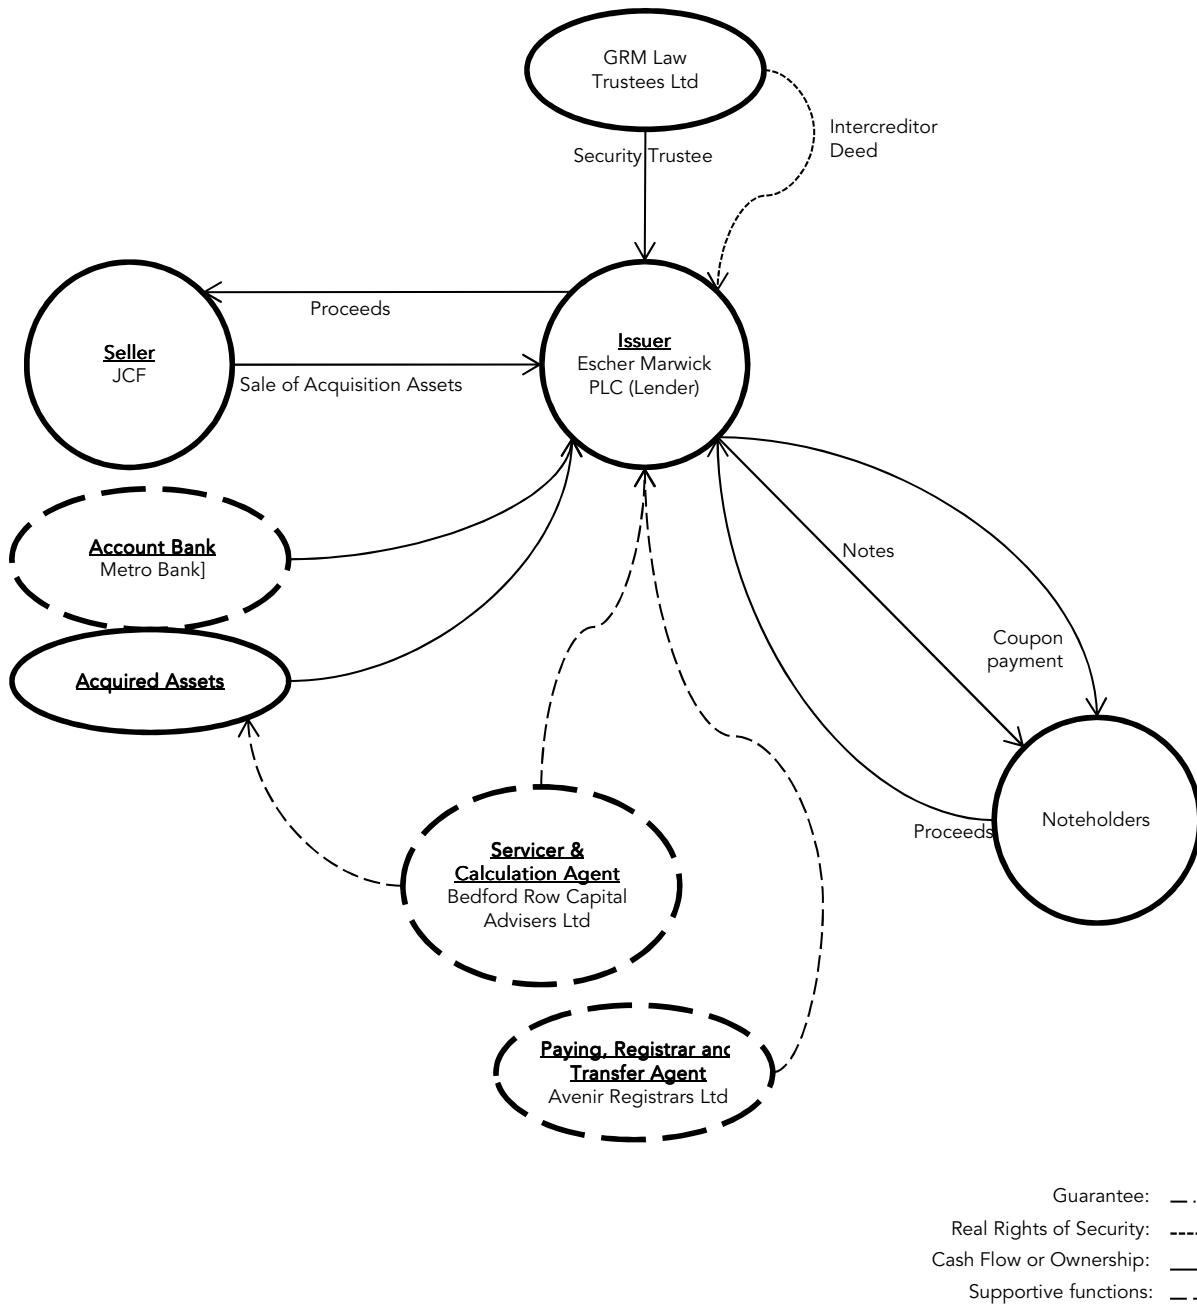 GRM Law
Trustees Ltd
Intercreditor
Deed
Security Trustee
Proceeds
Seller
JCF
Issuer
Escher Marwick
PLC (Lender)
Sale of Acquisition Assets
Account Bank
Metro Bank]
Notes
Coupon
payment
Acquired Assets
Proceeds
Noteholders
Servicer &
Calculation Agent
Bedford Row Capital
Advisers Ltd
Paying, Registrar and
Transfer Agent
Avenir Registrars Ltd
Guarantee:
Real Rights of Security:
Cash Flow or Ownership:
Supportive functions: